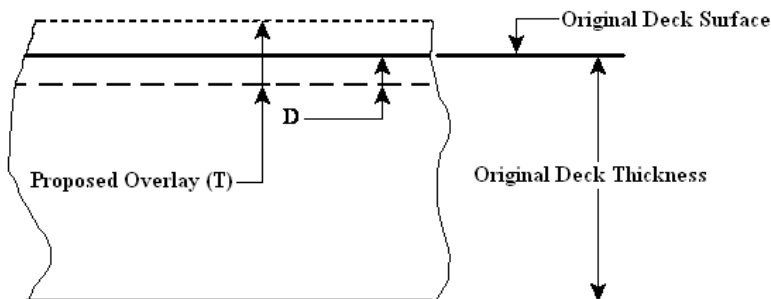 Original Deck Surface
D
Proposed Overlay (T)
Original Deck Thickness